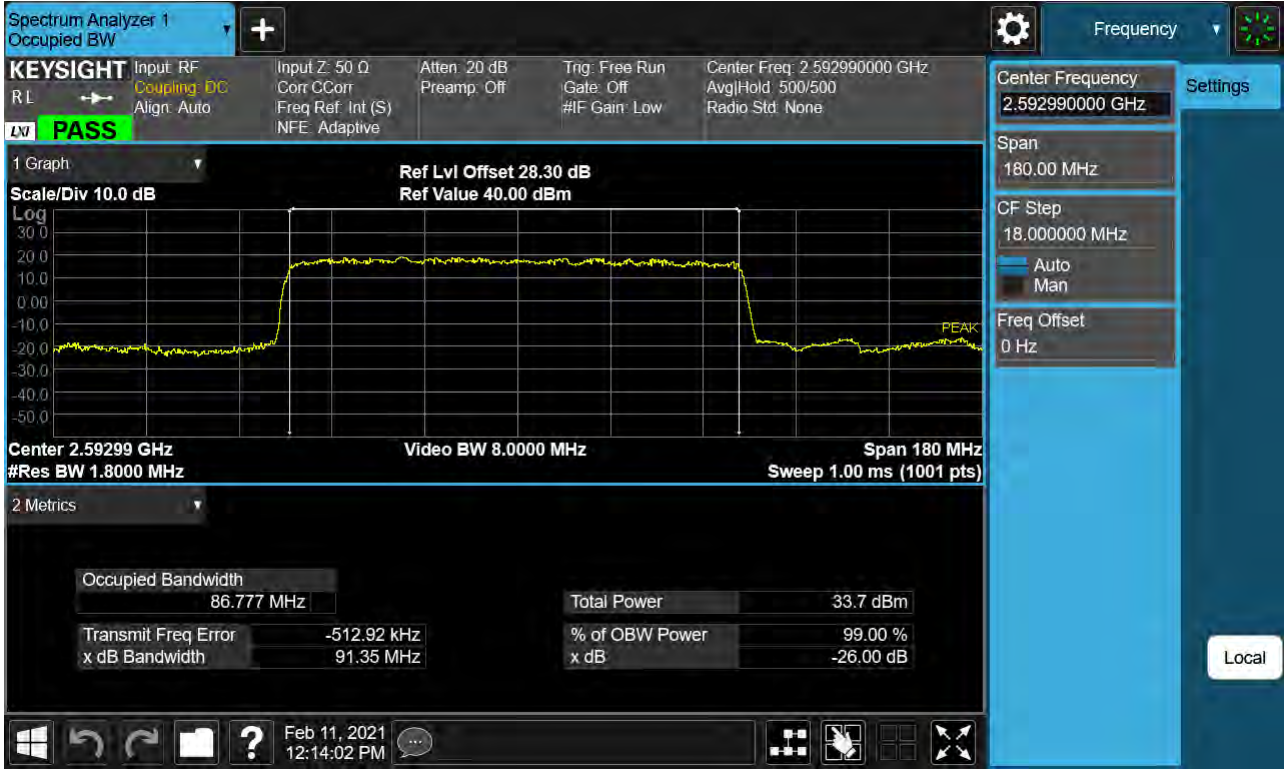 Spectrum Analyzer 1
Occupied BW
+
Frequency
KEYSIGHT
RL
LXI
PASS
Input: RF
Coupling: DC
Align: Auto
Input Z: 50 Ω
Corr CCorr
Freq Ref: Int (S)
NFE: Adaptive
Atten: 20 dB
Preamp: Off
Trig: Free Run
Gate: Off
#IF Gain: Low
Center Freq: 2.592990000 GHz
Avg|Hold: 500/500
Radio Std: None
Center Frequency
2.592990000 GHz
Settings
Span
180.00 MHz
CF Step
18.000000 MHz
Auto
Man
Freq Offset
0 Hz
1 Graph
Scale/Div 10.0 dB
Ref Lvl Offset 28.30 dB
Ref Value 40.00 dBm
Log
30.0
20.0
10.0
0.00
-10.0
-20.0
-30.0
-40.0
-50.0
PEAK
Center 2.59299 GHz
#Res BW 1.8000 MHz
Video BW 8.0000 MHz
Span 180 MHz
Sweep 1.00 ms (1001 pts)
2 Metrics
Occupied Bandwidth
86.777 MHz
Transmit Freq Error -512.92 kHz
x dB Bandwidth 91.35 MHz
Total Power 33.7 dBm
% of OBW Power 99.00 %
x dB -26.00 dB
Local
?
Feb 11, 2021
12:14:02 PM